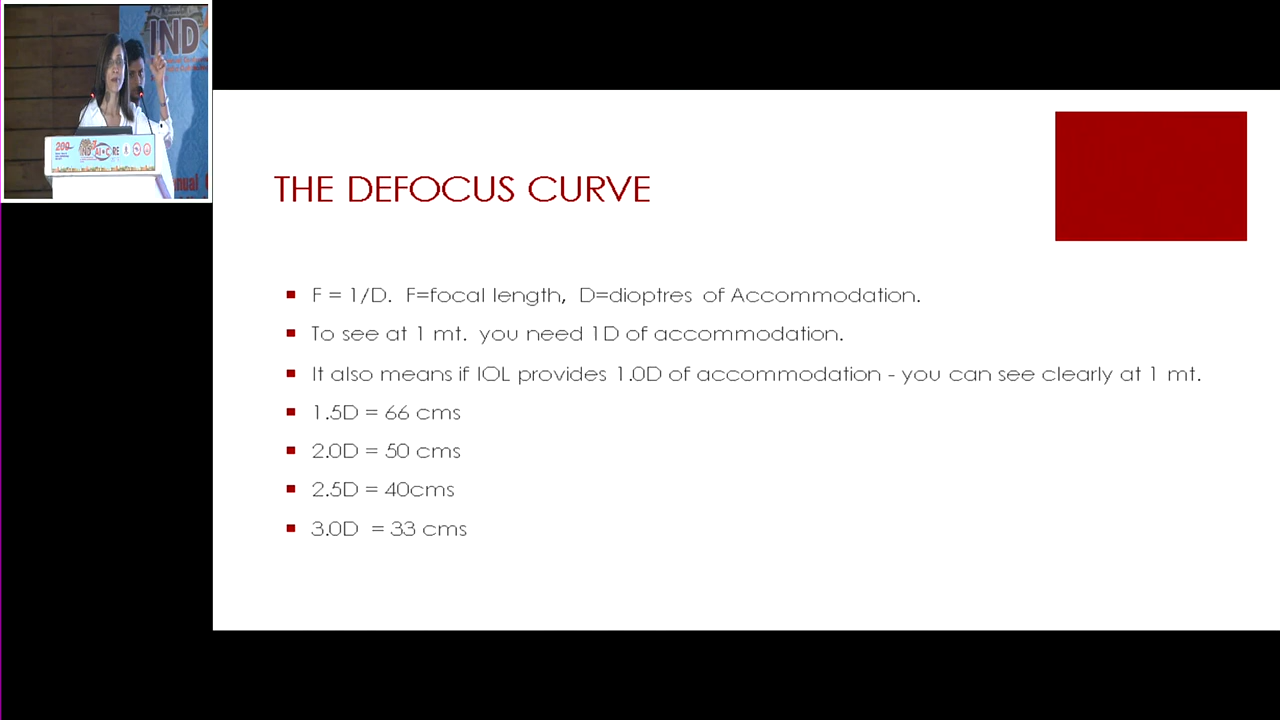 IND
THE DEFOCUS CURVE
F = 1/D. F=focal length, D=dioptres of Accommodation.
To see at 1 mt. you need 1D of accommodation.
It also means if IOL provides 1.0D of accommodation - you can see clearly at 1 mt.
1.5D = 66 cms
2.0D = 50 cms
2.5D = 40cms
3.0D = 33 cms